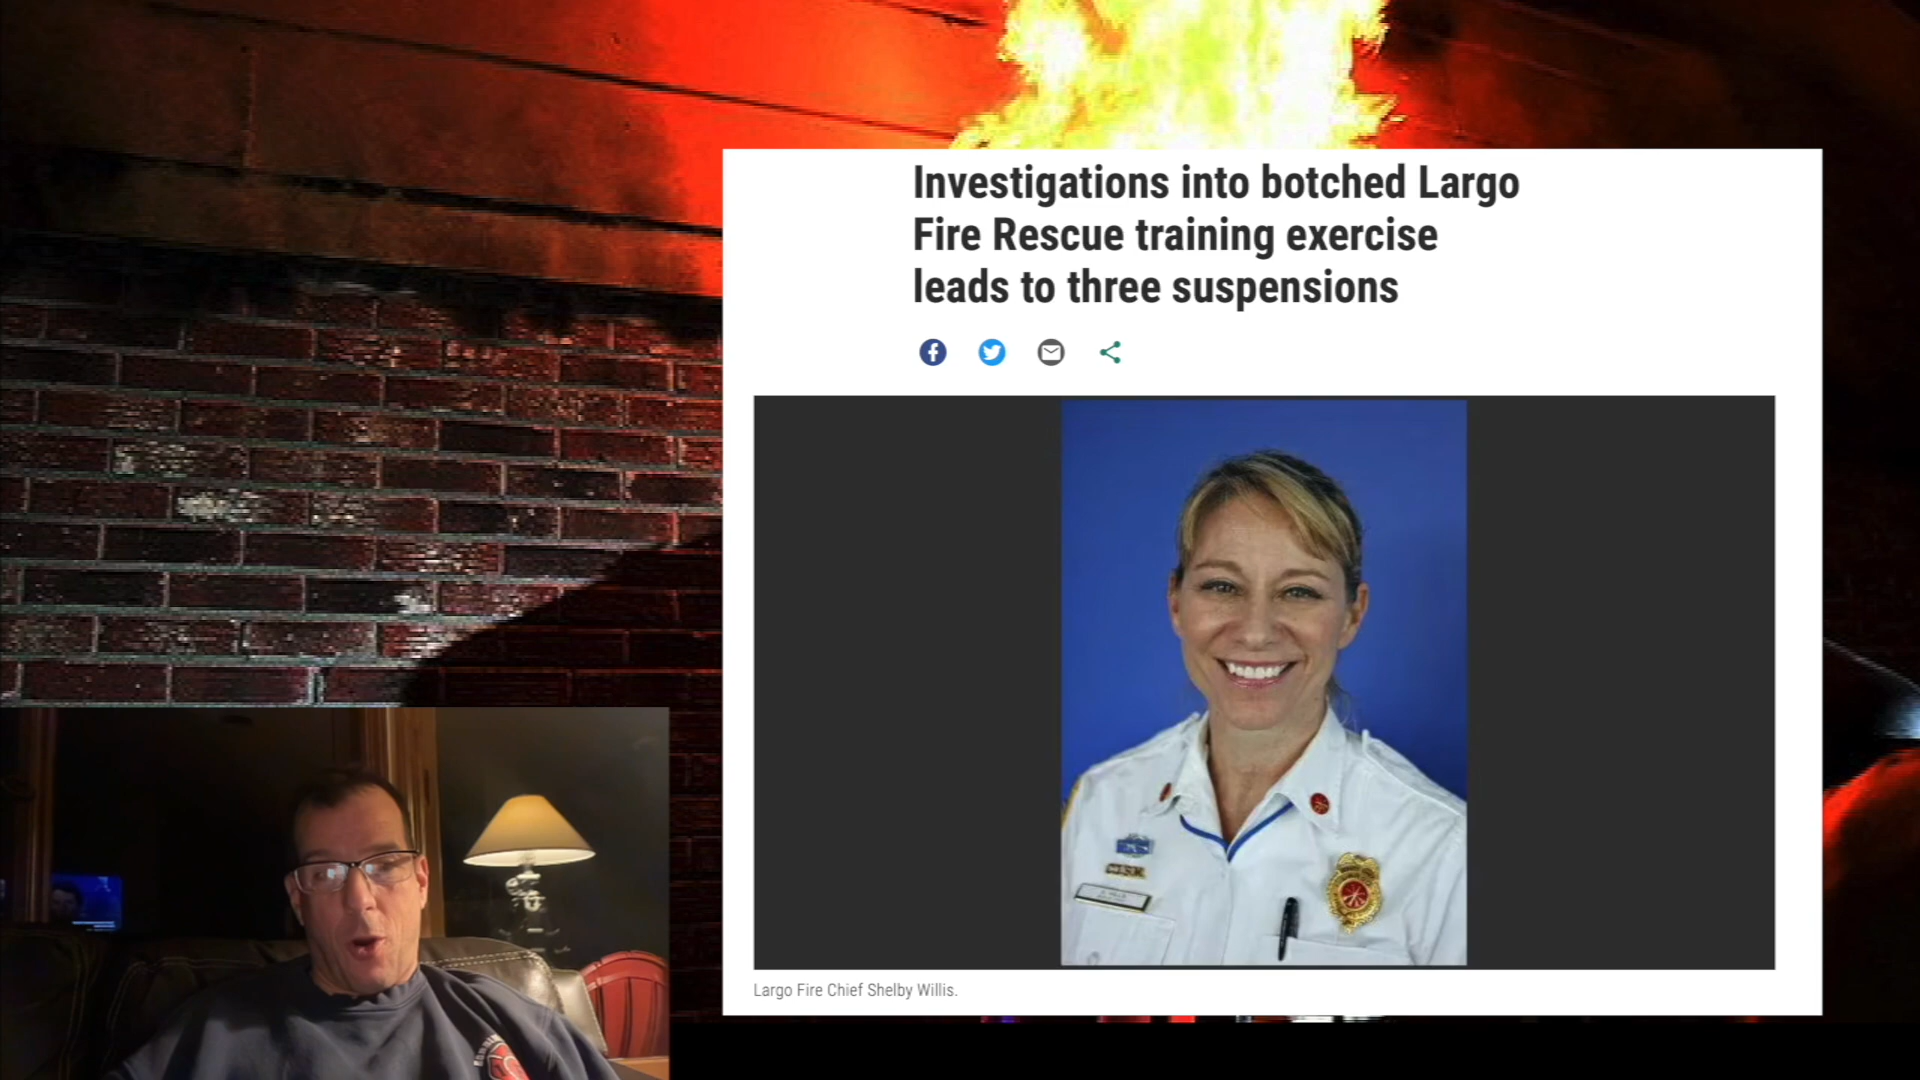 Investigations into botched Largo
Fire Rescue training exercise
leads to three suspensions
Largo Fire Chief Shelby Willis.